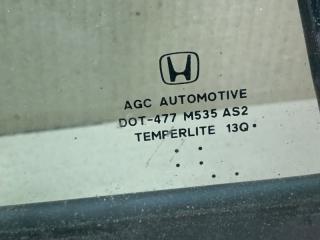 AGC AUTOMOTIVE
DOT-477 M535 AS2
TEMPERLITE 13Q